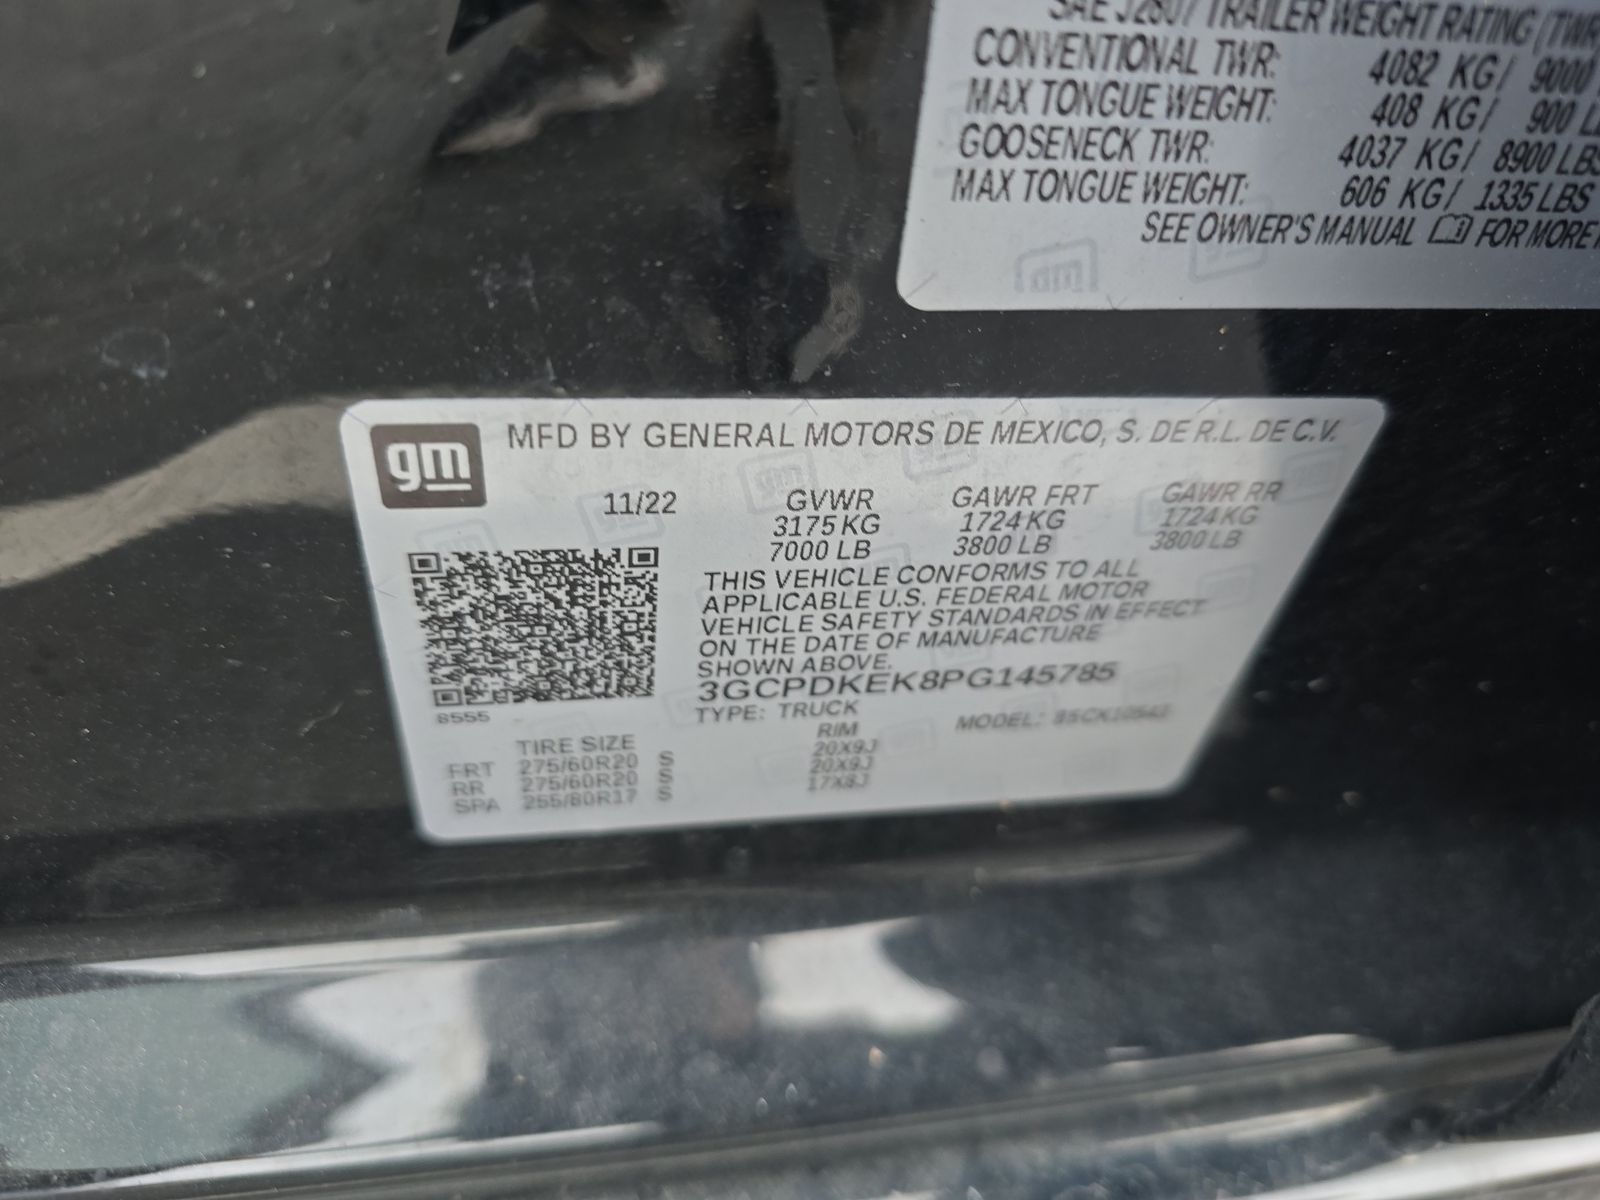 SAE J2807 TRAILER WEIGHT RATING (TWR)
CONVENTIONAL TWR: 4082 KG/ 9000
MAX TONGUE WEIGHT: 408 KG/ 900
GOOSENECK TWR: 4037 KG/ 8900 LBS
MAX TONGUE WEIGHT: 606 KG/ 1335 LBS
SEE OWNER'S MANUAL FOR MORE
gm MFD BY GENERAL MOTORS DE MEXICO, S. DE R.L. DE C.V.
11/22 GVWR GAWR FRT GAWR RR
3175 KG 1724 KG 1724 KG
7000 LB 3800 LB 3800 LB
THIS VEHICLE CONFORMS TO ALL
APPLICABLE U.S. FEDERAL MOTOR
VEHICLE SAFETY STANDARDS IN EFFECT
ON THE DATE OF MANUFACTURE
SHOWN ABOVE.
3GCPDKEK8PG145785
8555 TYPE: TRUCK MODEL:
TIRE SIZE RIM
FRT 275/60R20 S 20X9J
RR 275/60R20 S 20X9J
SPA 255/80R17 S 17X8J